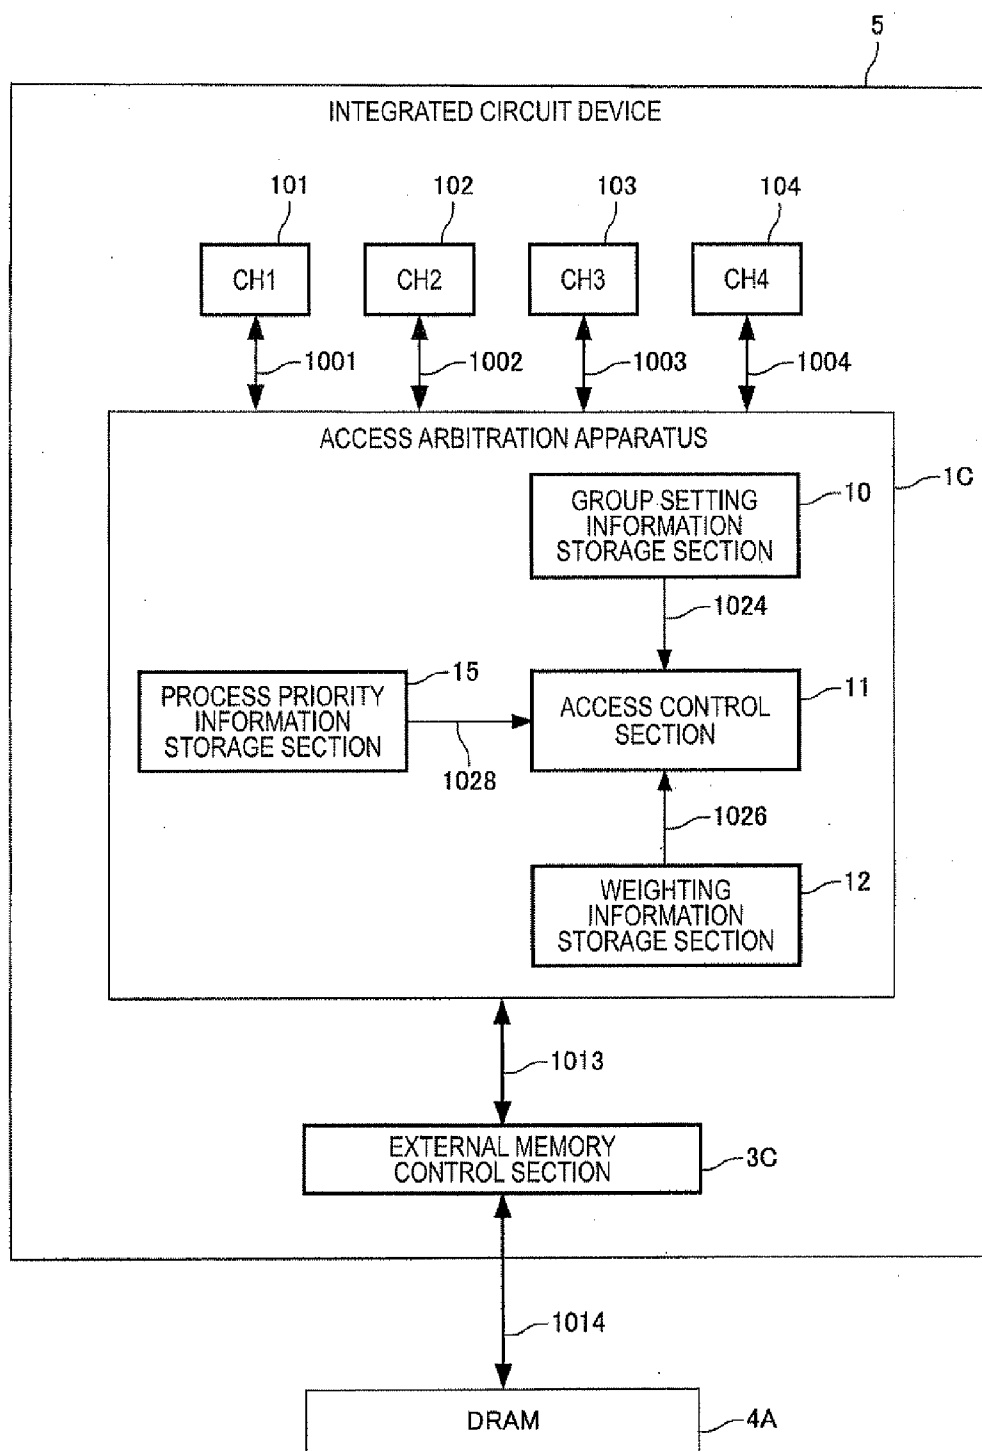 5
INTEGRATED CIRCUIT DEVICE
101 102 103 104
CH1 CH2 CH3 CH4
1001 1002 1003 1004
ACCESS ARBITRATION APPARATUS
1C
10
GROUP SETTING
INFORMATION
STORAGE SECTION
1024
15
PROCESS PRIORITY
INFORMATION
STORAGE SECTION
1028
11
ACCESS CONTROL
SECTION
1026
12
WEIGHTING
INFORMATION
STORAGE SECTION
1013
EXTERNAL MEMORY
CONTROL SECTION
3C
1014
DRAM
4A